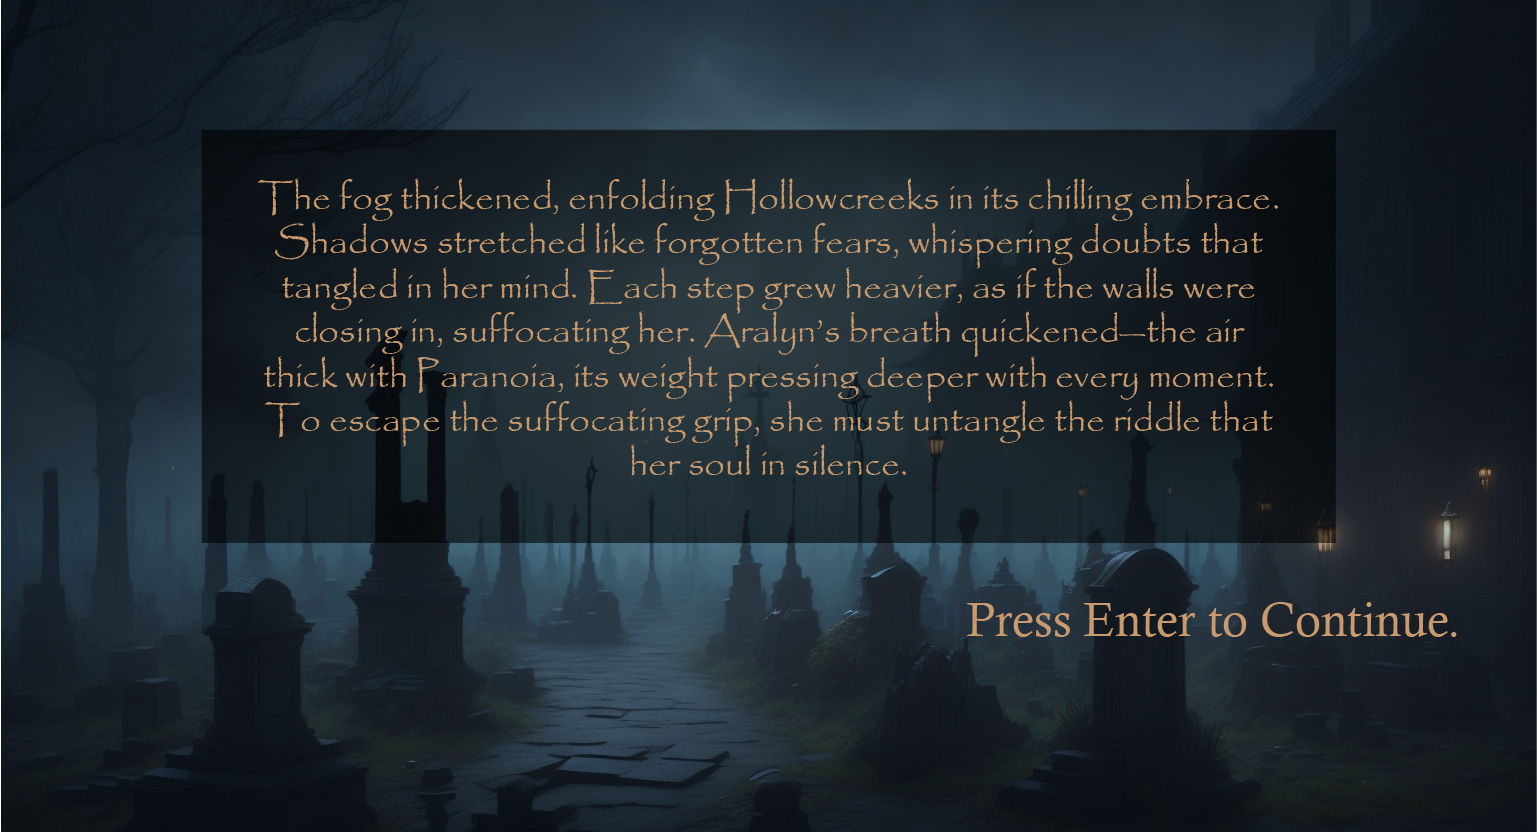 The fog thickened, enfolding Hollowcreeks in its chilling embrace.
Shadows stretched like forgotten fears, whispering doubts that
tangled in her mind. Each step grew heavier, as if the walls were
closing in, suffocating her. Aralyn’s breath quickened—the air
thick with Paranoia, its weight pressing deeper with every moment.
To escape the suffocating grip, she must untangle the riddle that
her soul in silence.
Press Enter to Continue.